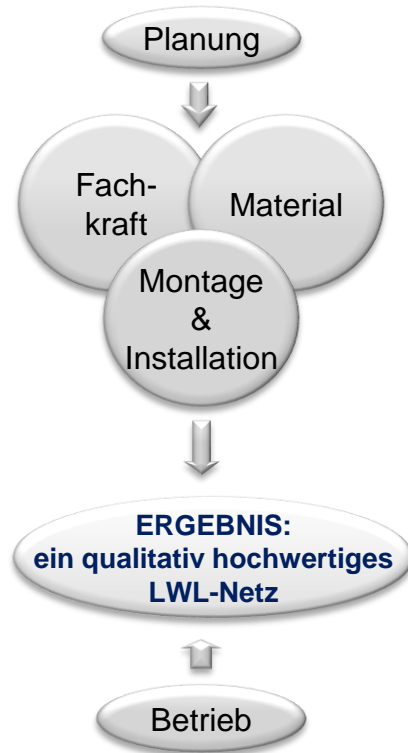 Planung
Fach-
kraft
Material
Montage
&
Installation
ERGEBNIS:
ein qualitativ hochwertiges
LWL-Netz
Betrieb